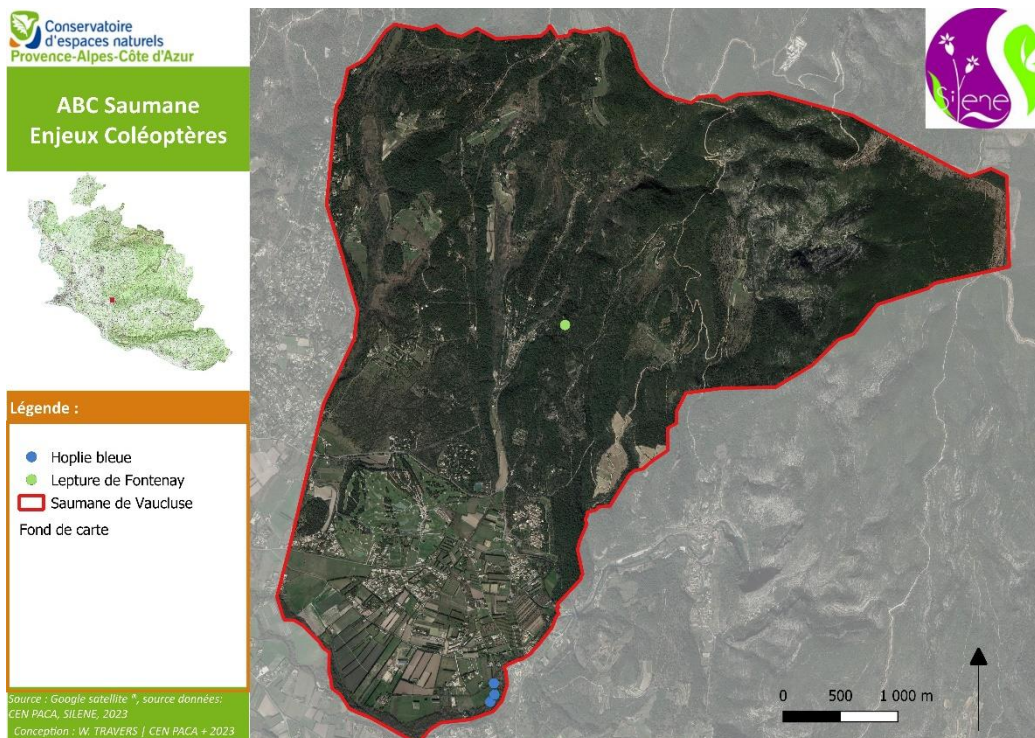 Conservatoire
d'espaces naturels
Provence-Alpes-Côte d'Azur
ABC Saumane
Enjeux Coléoptères
Légende :
Hoplie bleue
Lepture de Fontenay
Saumane de Vaucluse
Fond de carte
Source : Google satellite ®, source données:
CEN PACA, SILENE, 2023
Conception : W. TRAVERS | CEN PACA + 2023
Silene
0 500 1 000 m